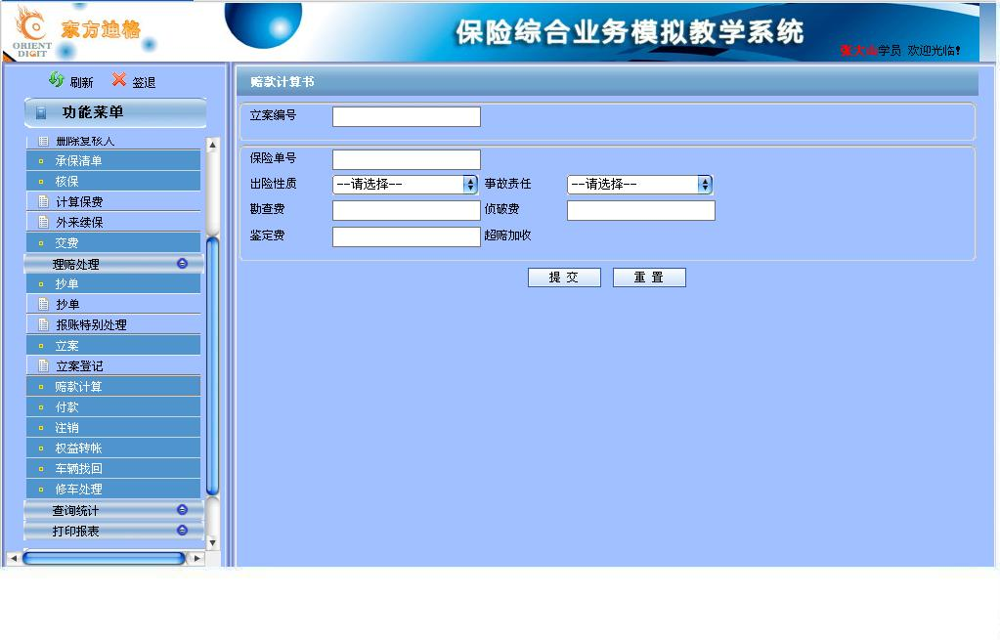 东方迪格
ORIENT
DIGIT
保险综合业务模拟教学系统
张大山学员 欢迎光临!
刷新 签退
功能菜单
删除复核人
承保清单
核保
计算保费
外来续保
交费
理赔处理
抄单
抄单
报账特别处理
立案
立案登记
赔款计算
付款
注销
权益转帐
车辆找回
修车处理
查询统计
打印报表
赔款计算书
立案编号
保险单号
出险性质 --请选择-- 事故责任 --请选择--
勘查费 侦破费
鉴定费 超赔加收
提 交 重 置